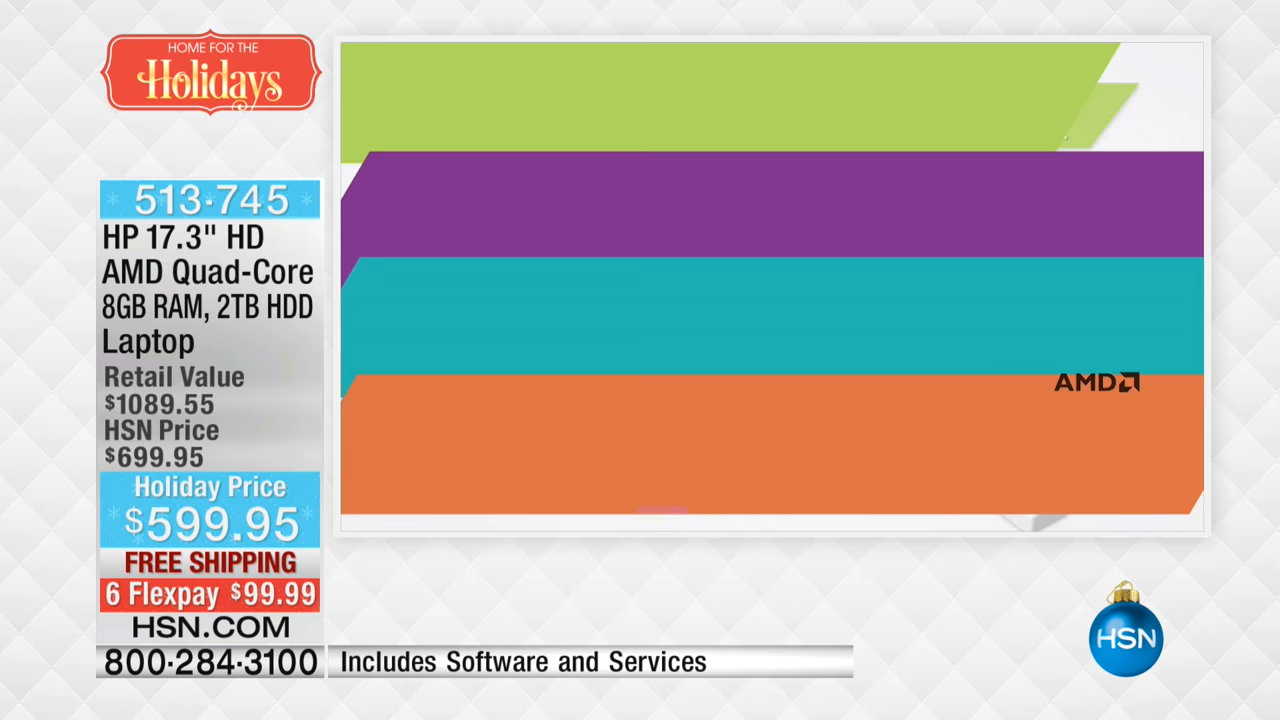 HOME FOR THE
Holidays
513·745
HP 17.3" HD
AMD Quad-Core
8GB RAM, 2TB HDD
Laptop
Retail Value
$1089.55
HSN Price
$699.95
Holiday Price
$599.95
FREE SHIPPING
6 Flexpay $99.99
HSN.COM
800·284·3100
Includes Software and Services
AMD
HSN